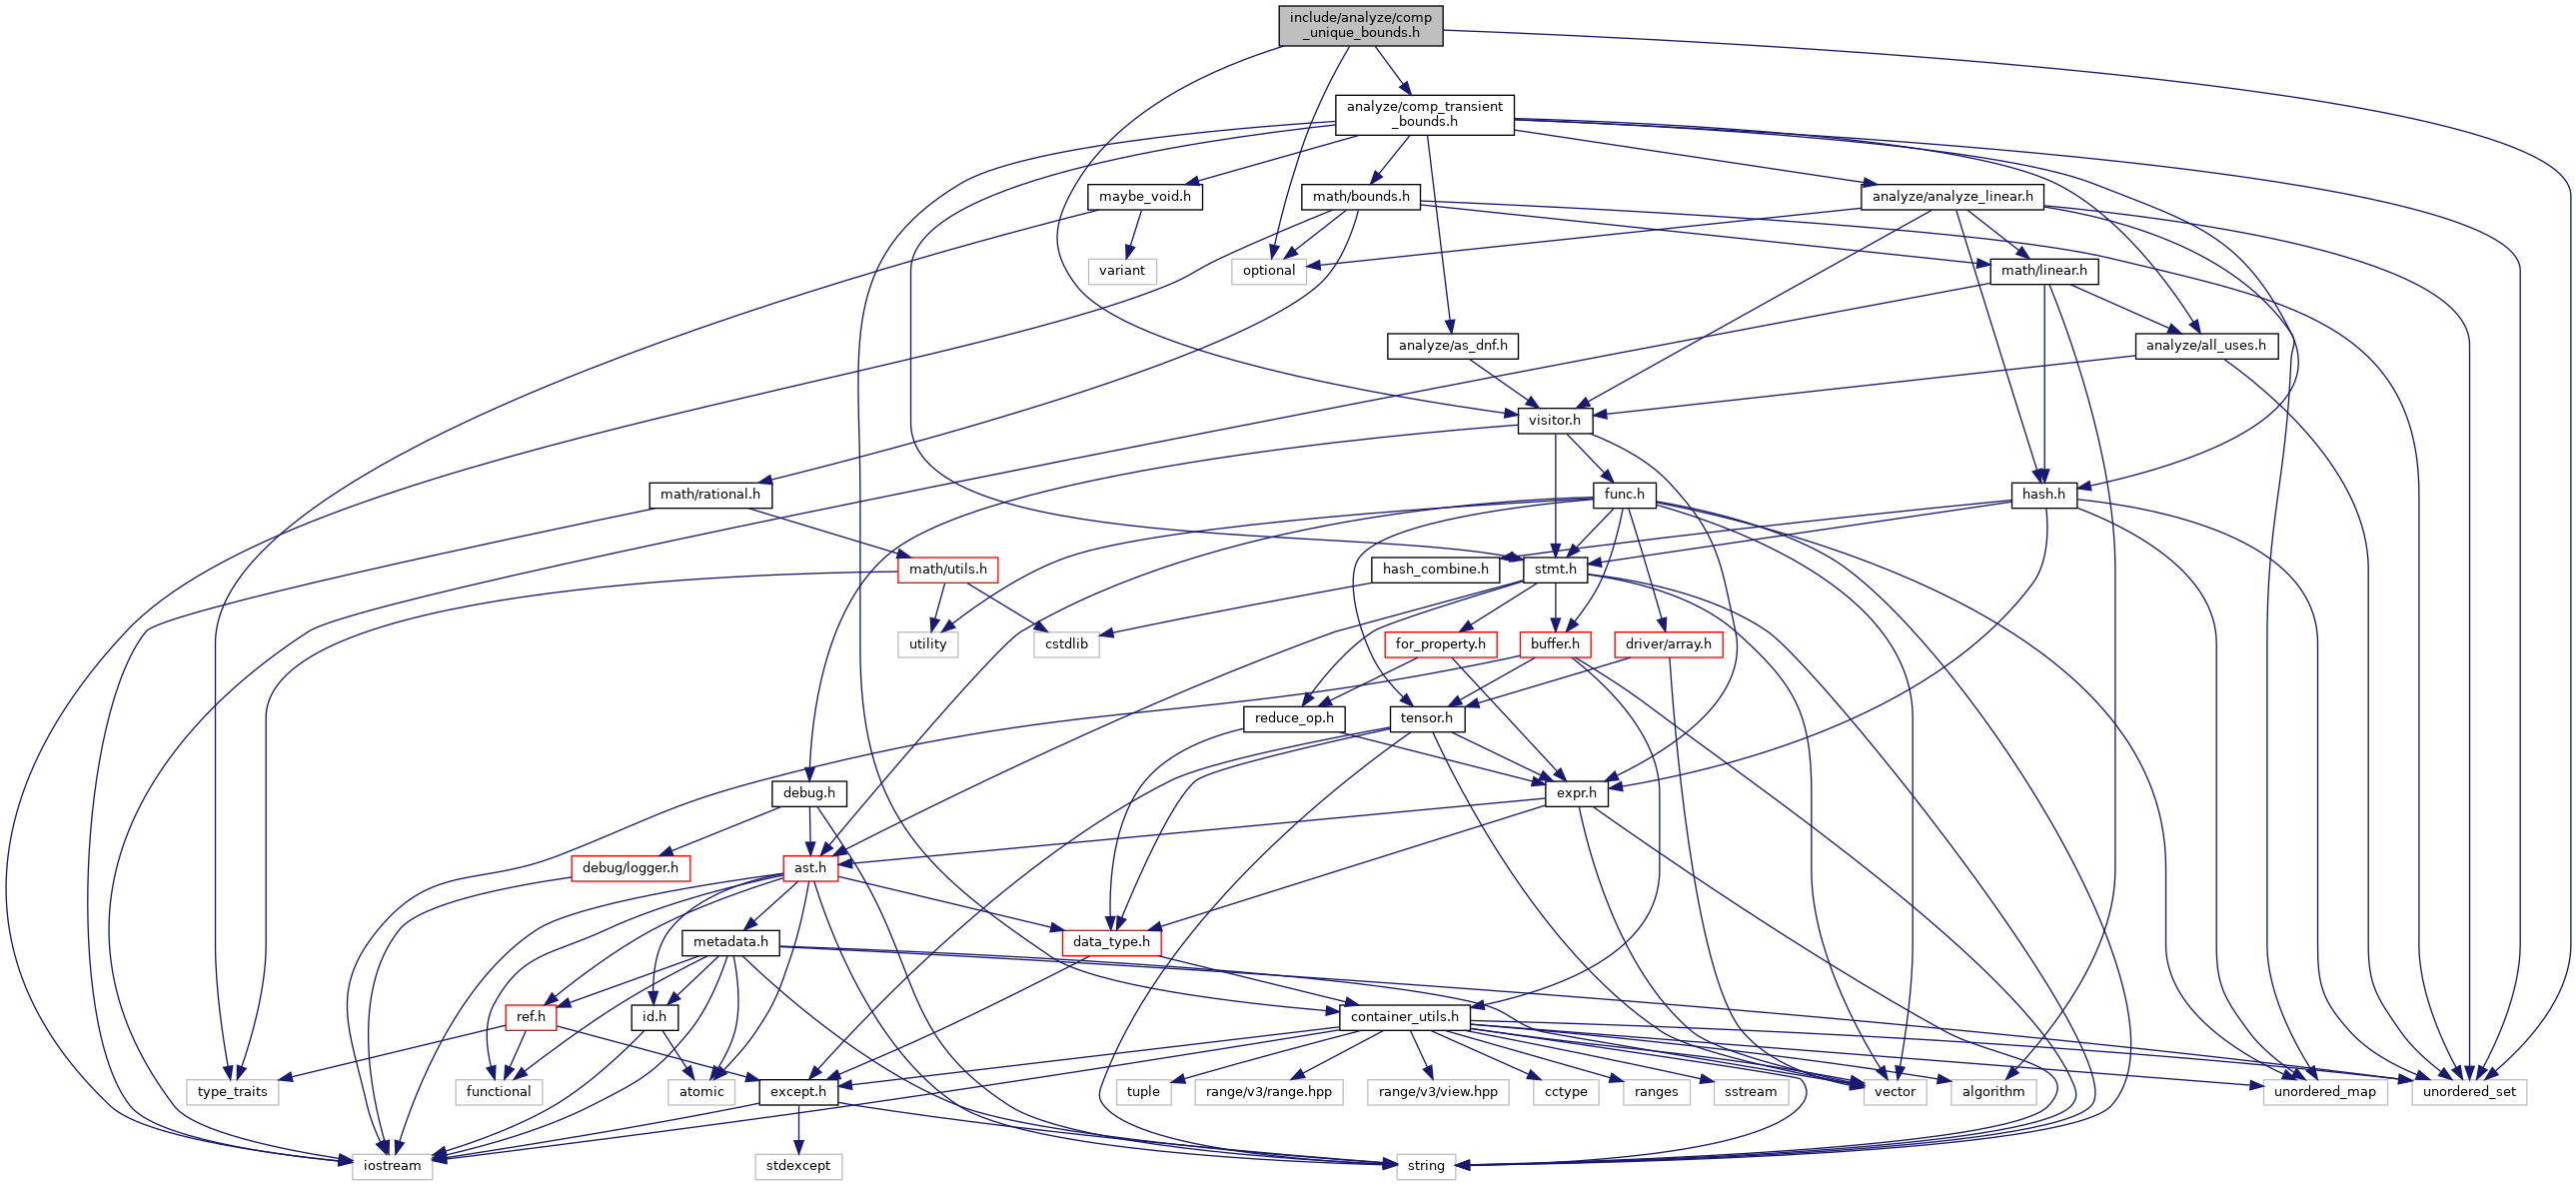 include/analyze/comp
_unique_bounds.h
analyze/comp_transient
_bounds.h
maybe_void.h
math/bounds.h
analyze/analyze_linear.h
variant
optional
math/linear.h
analyze/as_dnf.h
analyze/all_uses.h
visitor.h
math/rational.h
func.h
hash.h
math/utils.h
hash_combine.h
stmt.h
utility
cstdlib
for_property.h
buffer.h
driver/array.h
reduce_op.h
tensor.h
debug.h
expr.h
debug/logger.h
ast.h
metadata.h
data_type.h
ref.h
id.h
container_utils.h
type_traits
functional
atomic
except.h
tuple
range/v3/range.hpp
range/v3/view.hpp
cctype
ranges
sstream
vector
algorithm
unordered_map
unordered_set
iostream
stdexcept
string